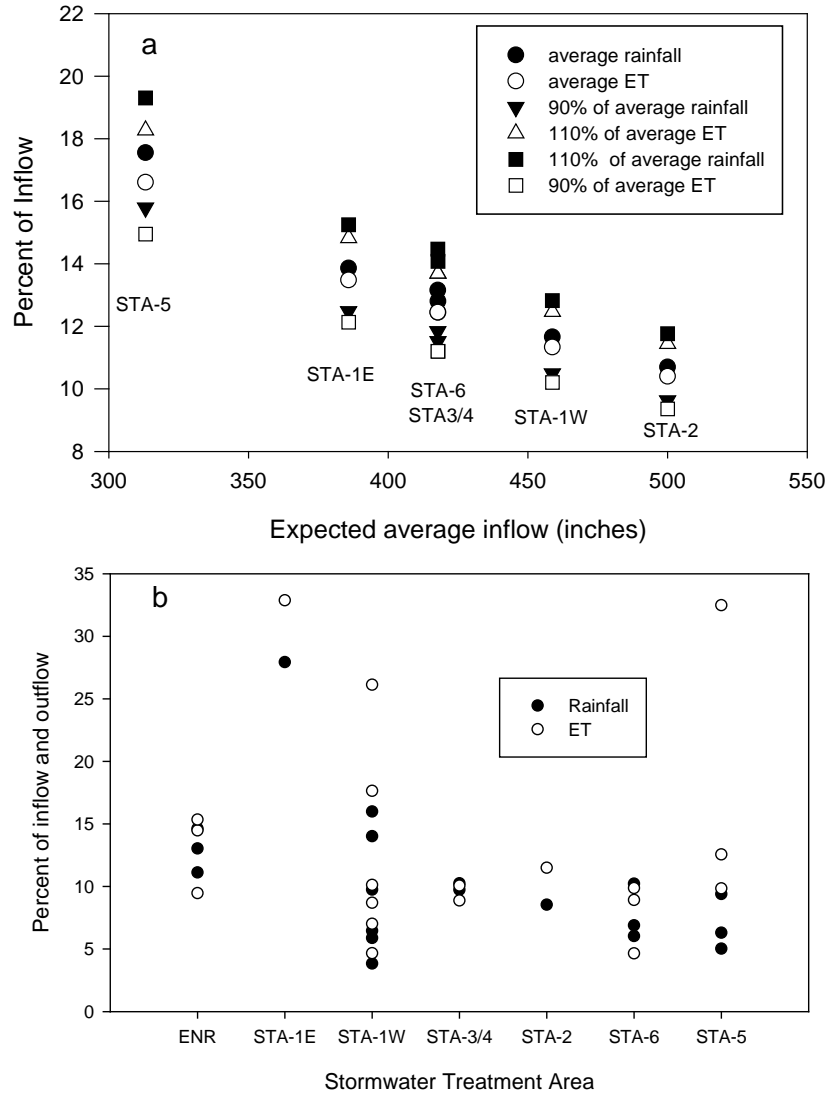 a
22
20
18
16
14
12
10
8
Percent of Inflow
average rainfall
average ET
90% of average rainfall
110% of average ET
110% of average rainfall
90% of average ET
STA-5
STA-1E
STA-6
STA3/4
STA-1W
STA-2
300 350 400 450 500 550
Expected average inflow (inches)
b
35
30
25
20
15
10
5
0
Percent of inflow and outflow
Rainfall
ET
ENR STA-1E STA-1W STA-3/4 STA-2 STA-6 STA-5
Stormwater Treatment Area